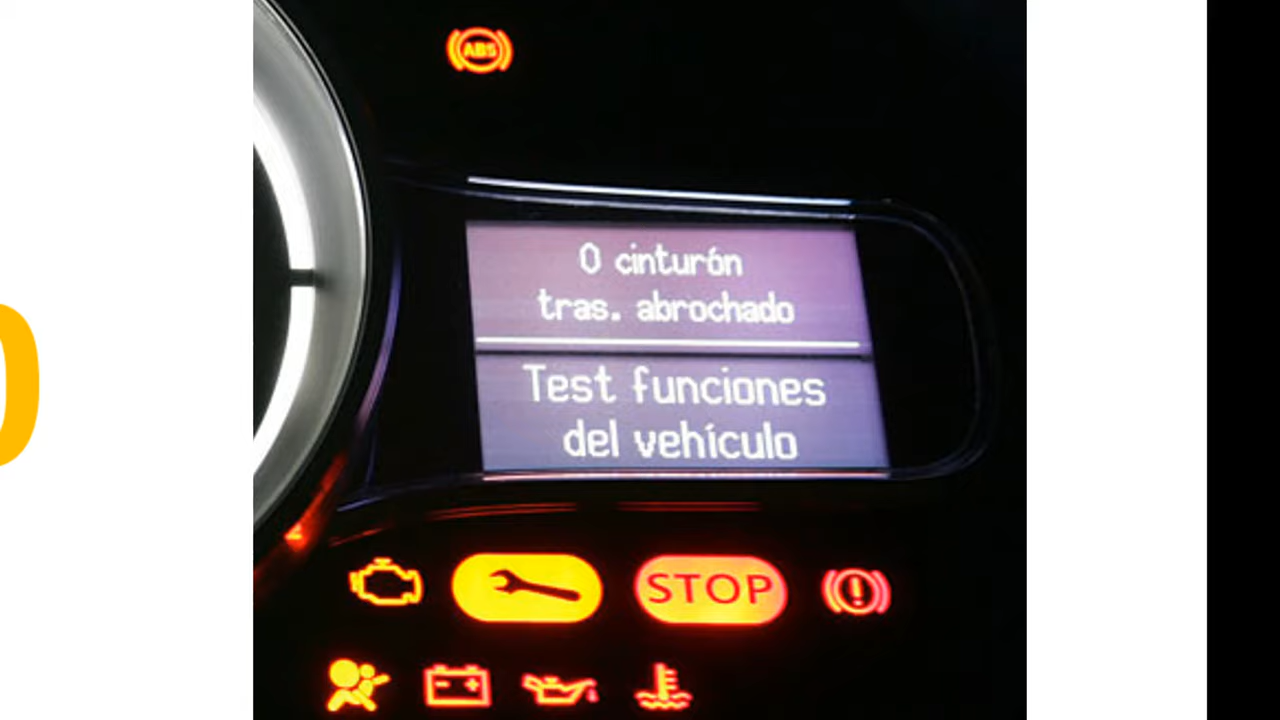 ABS
0 cinturón
tras. abrochado
Test funciones
del vehículo
STOP